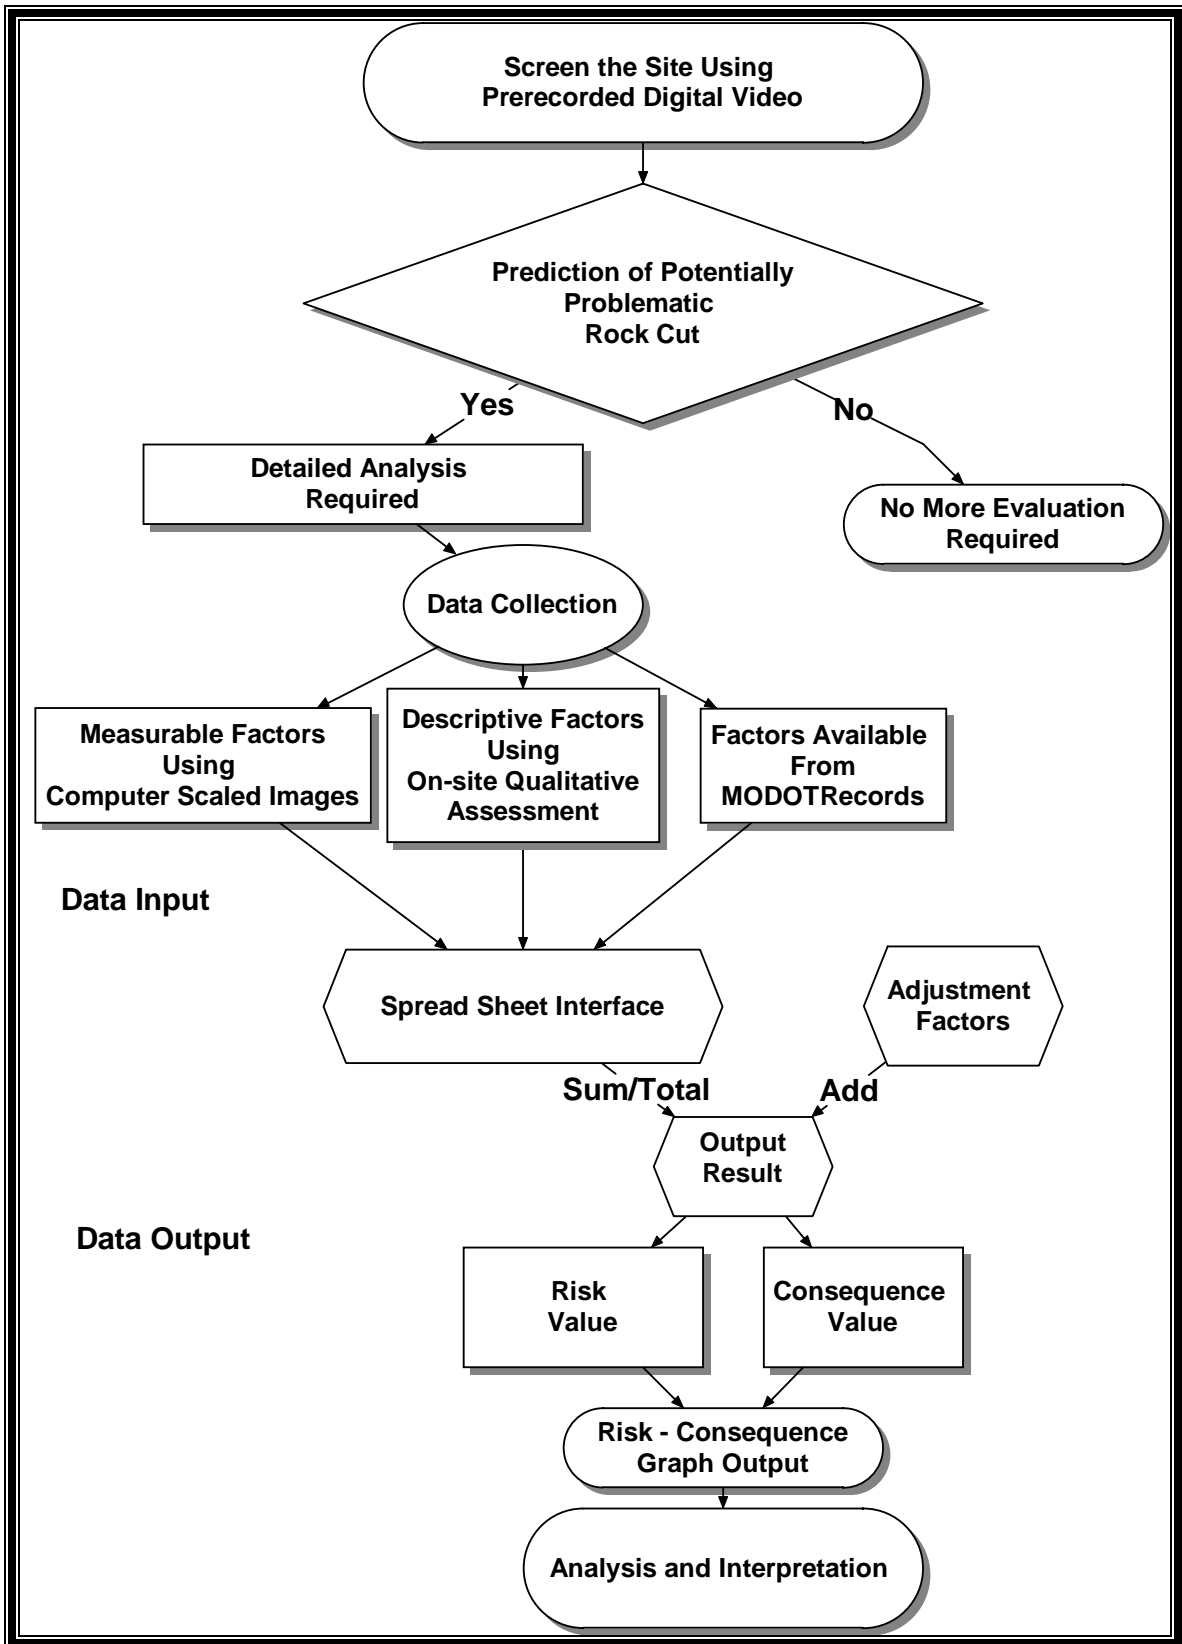 Screen the Site Using
Prerecorded Digital Video
Prediction of Potentially
Problematic
Rock Cut
Yes
No
Detailed Analysis
Required
No More Evaluation
Required
Data Collection
Measurable Factors
Using
Computer Scaled Images
Descriptive Factors
Using
On-site Qualitative
Assessment
Factors Available
From
MODOTRecords
Data Input
Spread Sheet Interface
Adjustment
Factors
Sum/Total
Add
Output
Result
Data Output
Risk
Value
Consequence
Value
Risk - Consequence
Graph Output
Analysis and Interpretation